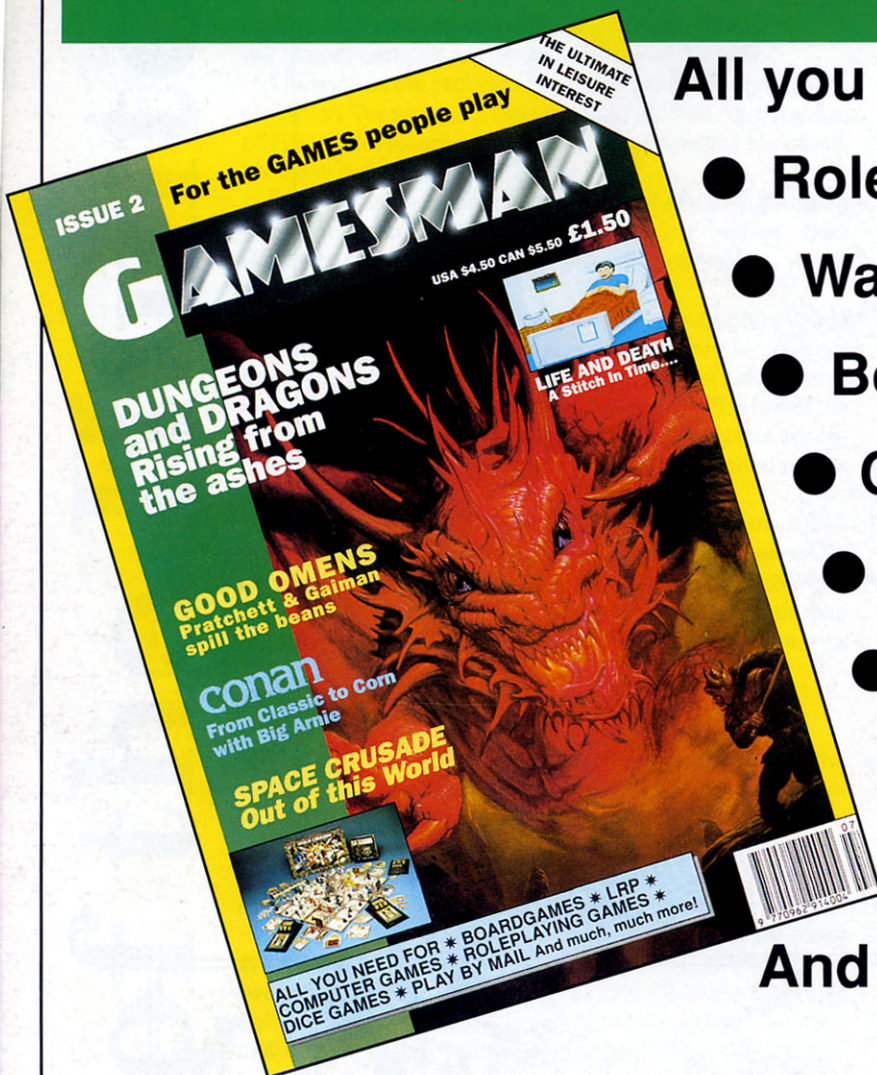 All you
● Role
● Wa
And
THE ULTIMATE
IN LEISURE
INTEREST
For the GAMES people play
ISSUE 2
GAMESMAN
USA $4.50 CAN $5.50 £1.50
LIFE AND DEATH
A Stitch In Time....
DUNGEONS
and DRAGONS
Rising from
the ashes
GOOD OMENS
Pratchett & Gaiman
spill the beans
conan
From Classic to Corn
with Big Arnie
SPACE CRUSADE
Out of this World
07
9 770962 914004
ALL YOU NEED FOR * BOARDGAMES * LRP *
COMPUTER GAMES * ROLEPLAYING GAMES *
DICE GAMES * PLAY BY MAIL And much, much more!